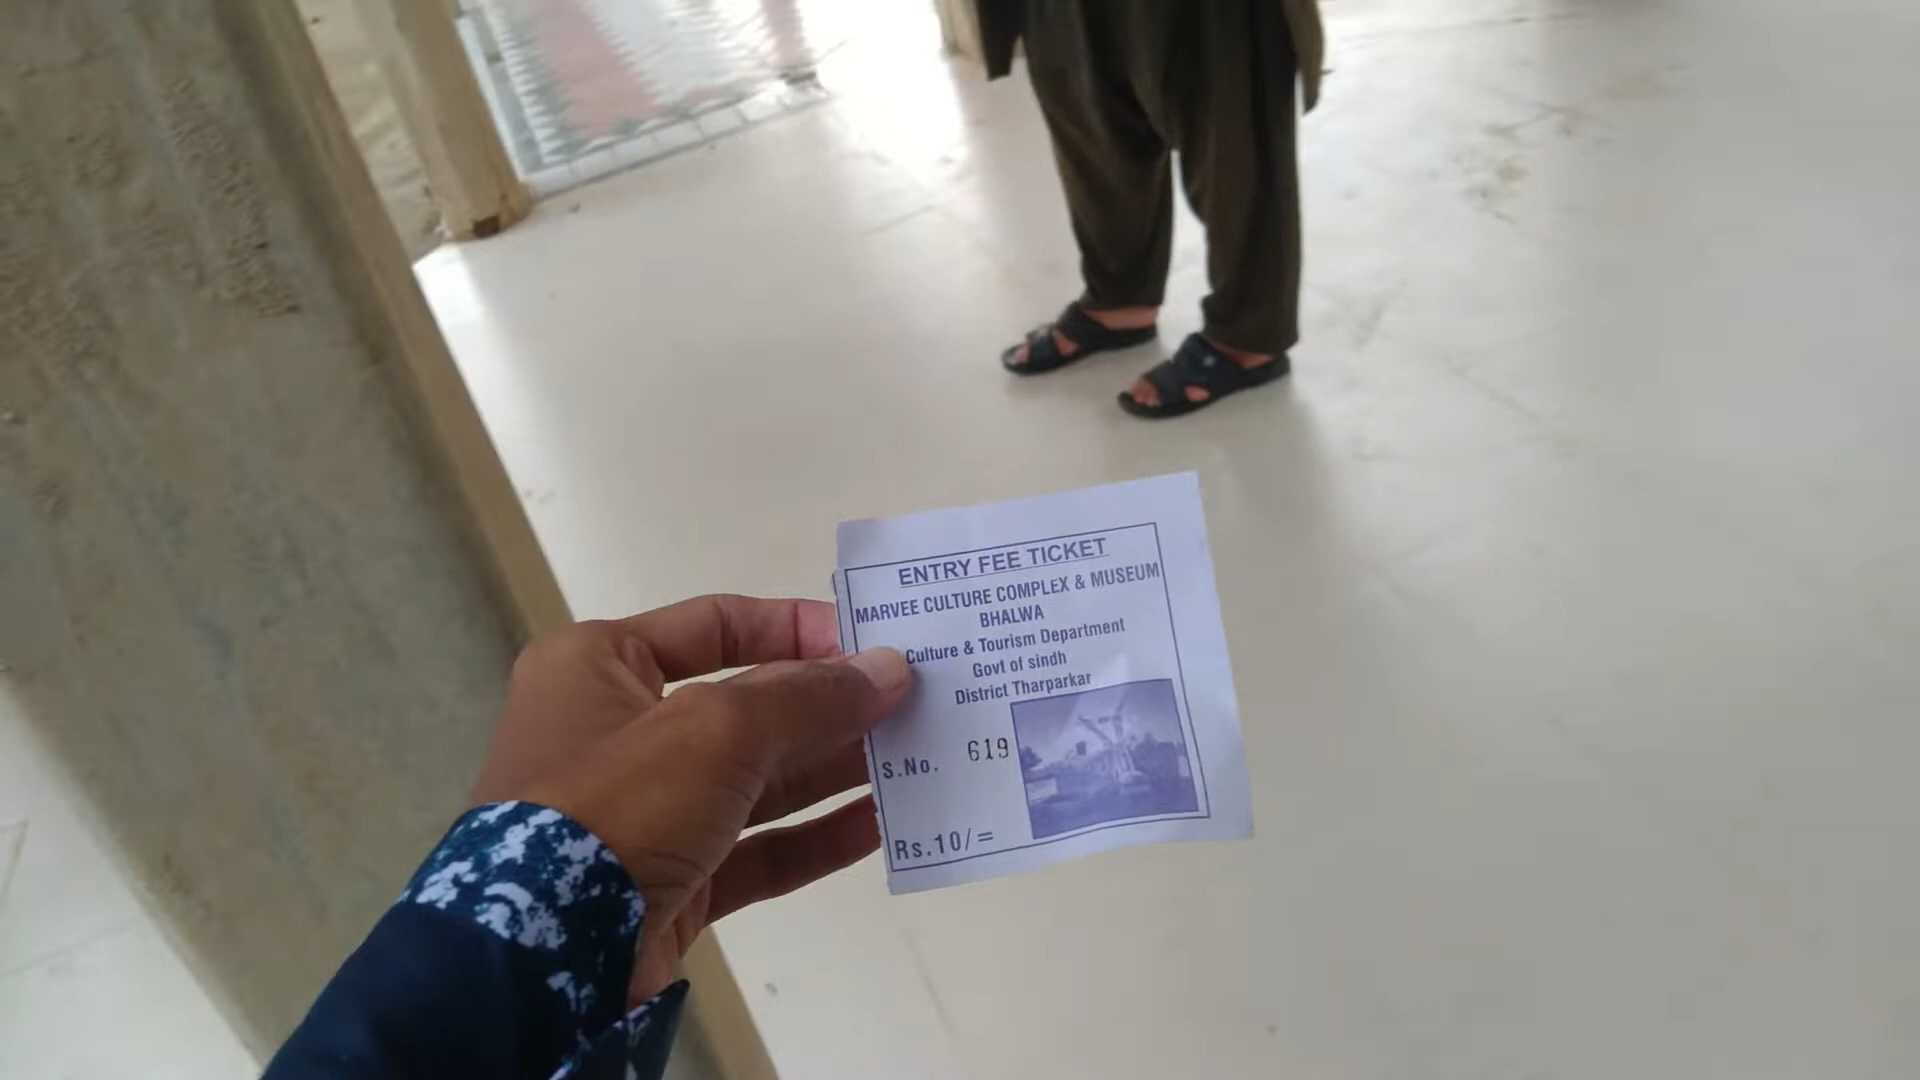 ENTRY FEE TICKET
MARVEE CULTURE COMPLEX & MUSEUM
BHALWA
Culture & Tourism Department
Govt of sindh
District Tharparkar
S.No. 619
Rs.10/=